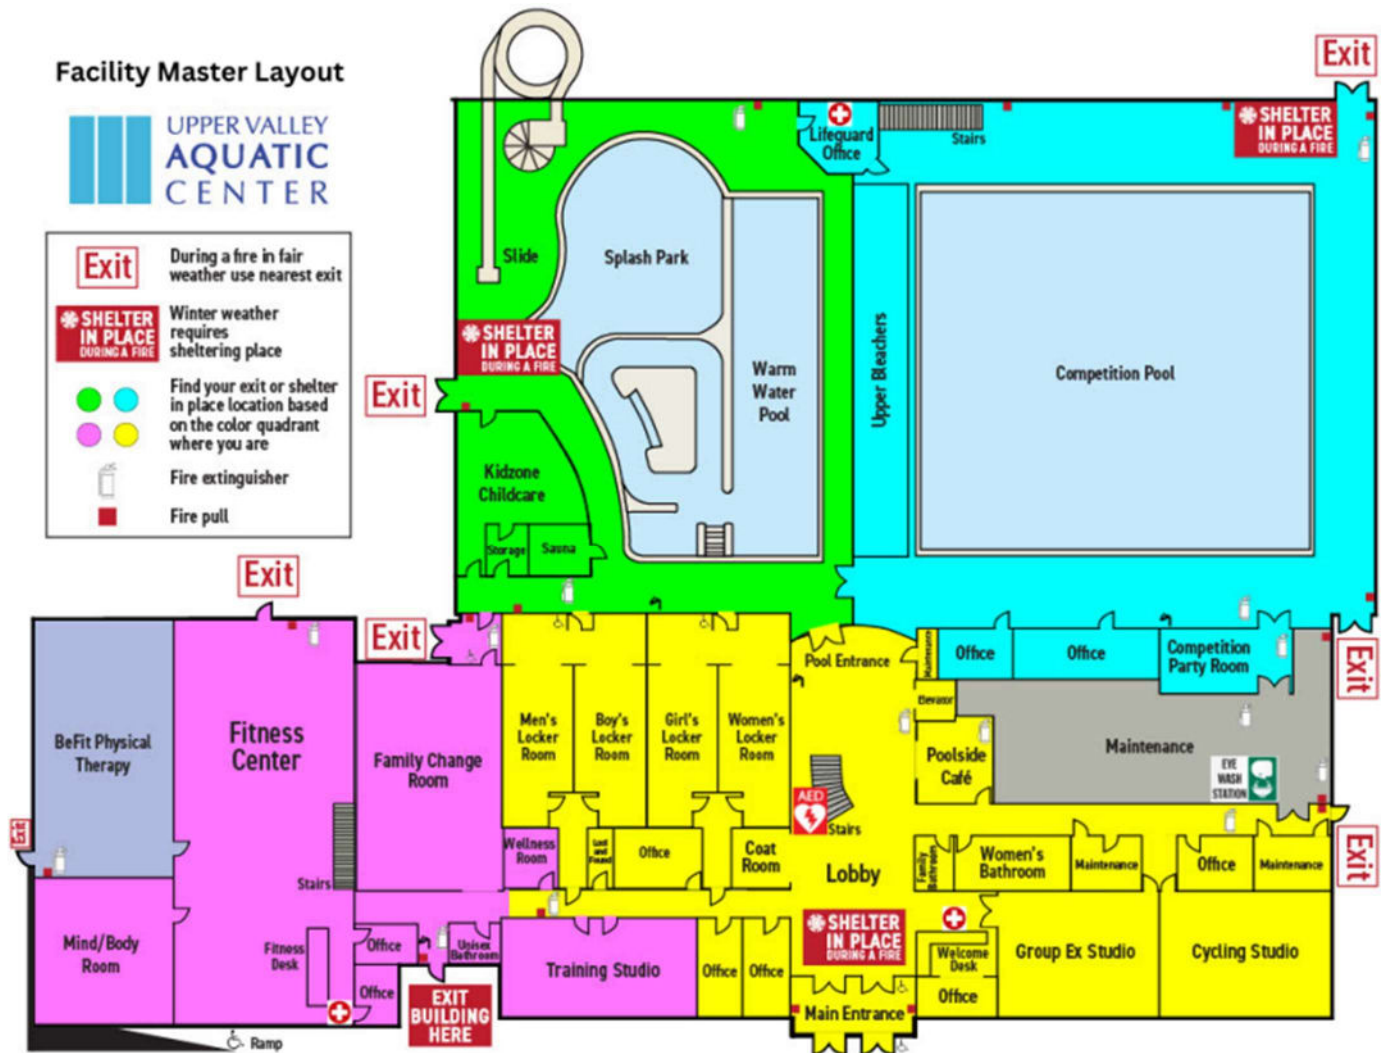 Facility Master Layout
UPPER VALLEY
AQUATIC
CENTER
Exit
During a fire in fair
weather use nearest exit
SHELTER
IN PLACE
DURING A FIRE
Winter weather
requires
sheltering place
Find your exit or shelter
in place location based
on the color quadrant
where you are
Fire extinguisher
Fire pull
Exit
SHELTER
IN PLACE
DURING A FIRE
Lifeguard
Office
Stairs
Slide
Splash Park
SHELTER
IN PLACE
DURING A FIRE
Exit
Warm
Water
Pool
Upper Bleachers
Competition Pool
Kidzone
Childcare
Storage
Sauna
Exit
Exit
Pool Entrance
Maintenance
Office
Office
Competition
Party Room
Exit
BeFit Physical
Therapy
Fitness
Center
Family Change
Room
Men's
Locker
Room
Boy's
Locker
Room
Girl's
Locker
Room
Women's
Locker
Room
Elevator
Poolside
Café
Maintenance
EYE
WASH
STATION
AED
Stairs
Exit
Stairs
Wellness
Room
Lost
and
Found
Office
Coat
Room
Lobby
Family
Bathroom
Women's
Bathroom
Maintenance
Office
Maintenance
Exit
Mind/Body
Room
Fitness
Desk
Office
Unisex
Bathroom
Office
EXIT
BUILDING
HERE
Training Studio
Office
Office
SHELTER
IN PLACE
DURING A FIRE
Welcome
Desk
Office
Group Ex Studio
Cycling Studio
Main Entrance
Ramp